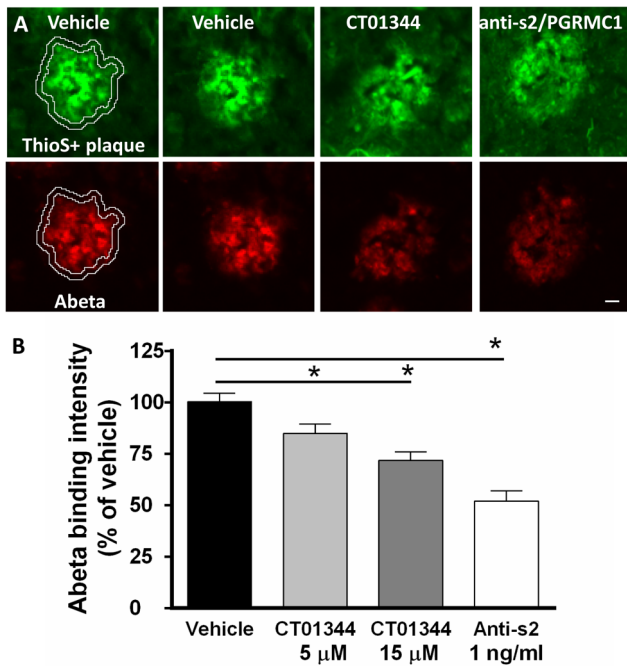 A
Vehicle
Vehicle
CT01344
anti-s2/PGRMC1
ThioS+ plaque
Abeta
B
Abeta binding intensity
(% of vehicle)
125
100
75
50
25
0
*
*
*
Vehicle
CT01344
5 μM
CT01344
15 μM
Anti-s2
1 ng/ml